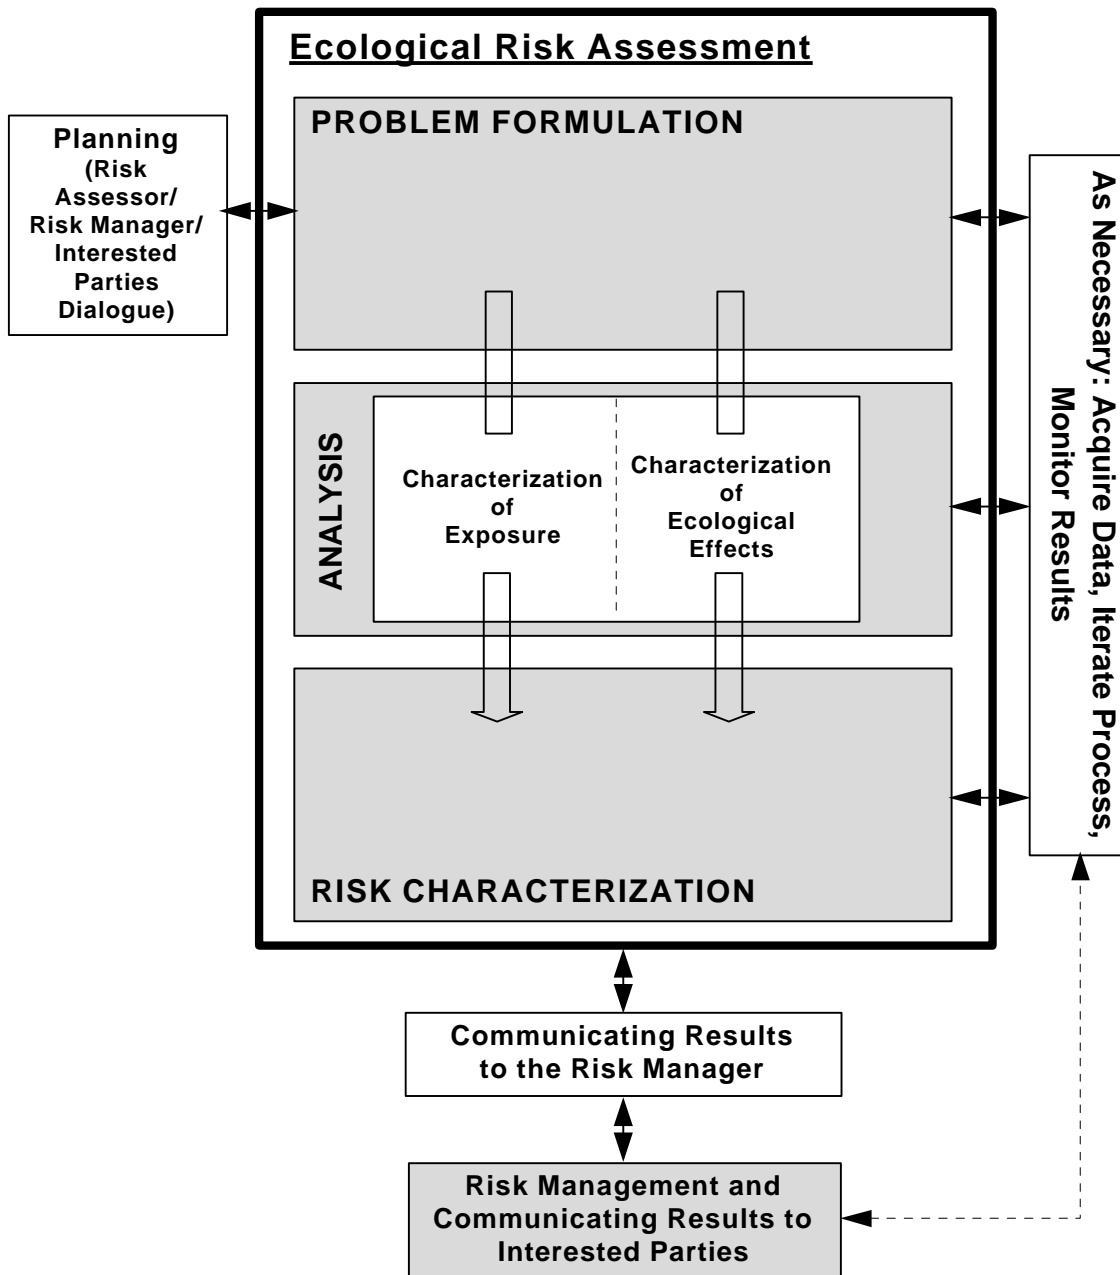 Ecological Risk Assessment
PROBLEM FORMULATION
Planning
(Risk
Assessor/
Risk Manager/
Interested
Parties
Dialogue)
ANALYSIS
Characterization
of
Exposure
Characterization
of
Ecological
Effects
As Necessary: Acquire Data, Iterate Process,
Monitor Results
RISK CHARACTERIZATION
Communicating Results
to the Risk Manager
Risk Management and
Communicating Results to
Interested Parties